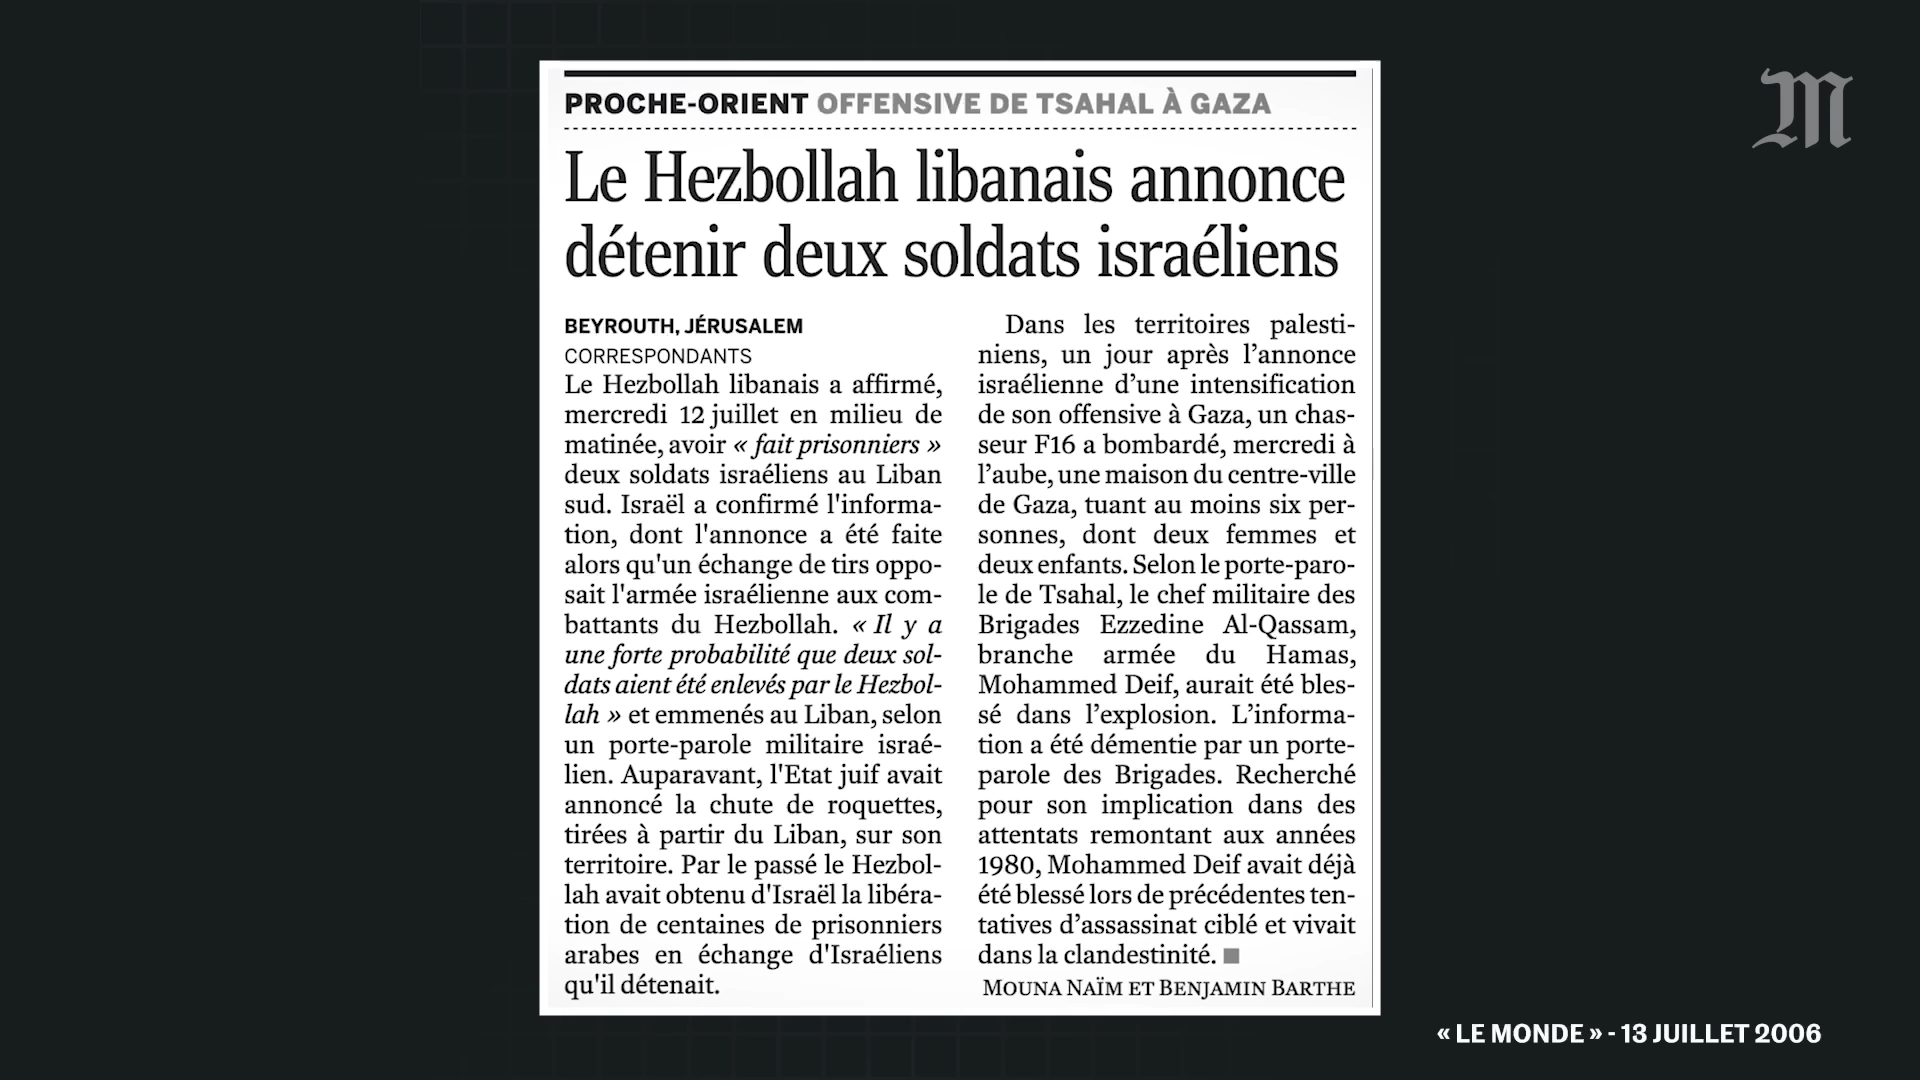 PROCHE-ORIENT OFFENSIVE DE TSAHAL À GAZA
Le Hezbollah libanais annonce
détenir deux soldats israéliens
BEYROUTH, JÉRUSALEM
CORRESPONDANTS
Le Hezbollah libanais a affirmé,
mercredi 12 juillet en milieu de
matinée, avoir « fait prisonniers »
deux soldats israéliens au Liban
sud. Israël a confirmé l'informa-
tion, dont l'annonce a été faite
alors qu'un échange de tirs oppo-
sait l'armée israélienne aux com-
battants du Hezbollah. « Il y a
une forte probabilité que deux sol-
dats aient été enlevés par le Hezbol-
lah » et emmenés au Liban, selon
un porte-parole militaire israé-
lien. Auparavant, l'Etat juif avait
annoncé la chute de roquettes,
tirées à partir du Liban, sur son
territoire. Par le passé le Hezbol-
lah avait obtenu d'Israël la libéra-
tion de centaines de prisonniers
arabes en échange d'Israéliens
qu'il détenait.
Dans les territoires palesti-
niens, un jour après l’annonce
israélienne d’une intensification
de son offensive à Gaza, un chas-
seur F16 a bombardé, mercredi à
l’aube, une maison du centre-ville
de Gaza, tuant au moins six per-
sonnes, dont deux femmes et
deux enfants. Selon le porte-paro-
le de Tsahal, le chef militaire des
Brigades Ezzedine Al-Qassam,
branche armée du Hamas,
Mohammed Deif, aurait été bles-
sé dans l’explosion. L’informa-
tion a été démentie par un porte-
parole des Brigades. Recherché
pour son implication dans des
attentats remontant aux années
1980, Mohammed Deif avait déjà
été blessé lors de précédentes ten-
tatives d’assassinat ciblé et vivait
dans la clandestinité. ■
MOUNA NAÏM ET BENJAMIN BARTHE
M
« LE MONDE » - 13 JUILLET 2006